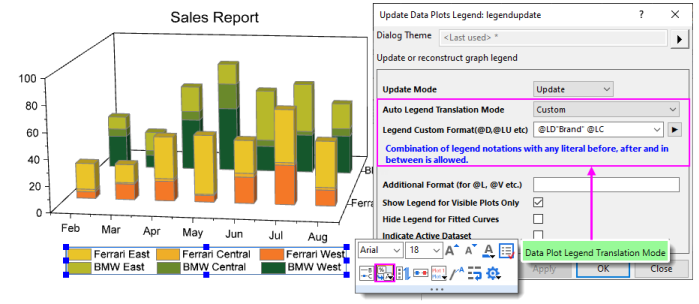 Sales Report
100
80
60
40
20
0
Feb
Mar
Apr
May
Jun
Jul
Aug
Ferrari East
Ferrari Central
Ferrari West
BMW East
BMW Central
BMW West
Update Data Plots Legend: legendupdate
?
Dialog Theme
<Last used> *
Update or reconstruct graph legend
Update Mode
Update
Auto Legend Translation Mode
Custom
Legend Custom Format(@D,@LU etc)
@LD"Brand" @LC
Combination of legend notations with any literal before, after and in
between is allowed.
Additional Format (for @L, @V etc.)
Show Legend for Visible Plots Only
Hide Legend for Fitted Curves
Indicate Active Dataset
Apply
OK
Close
Arial
18
A
A
A
Data Plot Legend Translation Mode